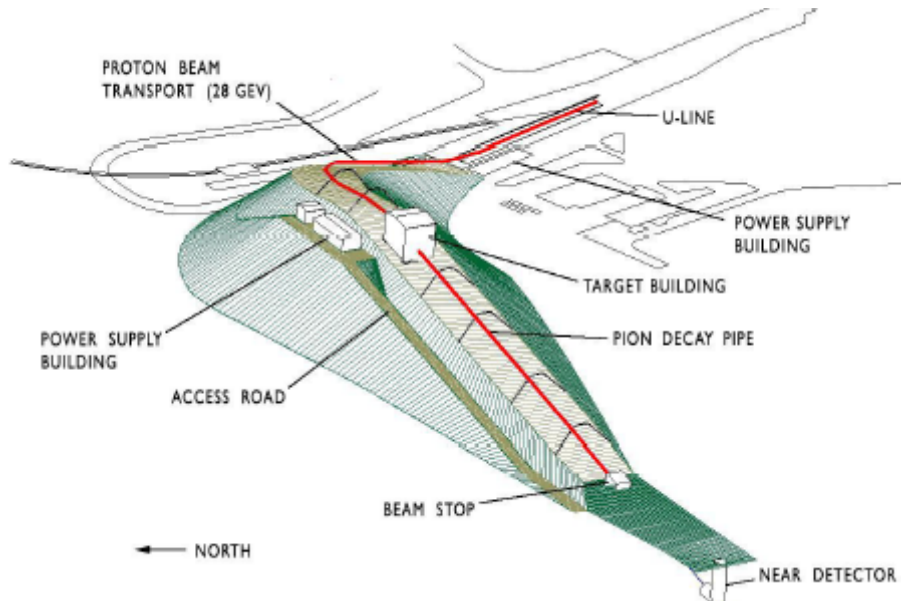 PROTON BEAM
TRANSPORT (28 GEV)
U-LINE
POWER SUPPLY
BUILDING
TARGET BUILDING
POWER SUPPLY
BUILDING
PION DECAY PIPE
ACCESS ROAD
BEAM STOP
NORTH
NEAR DETECTOR